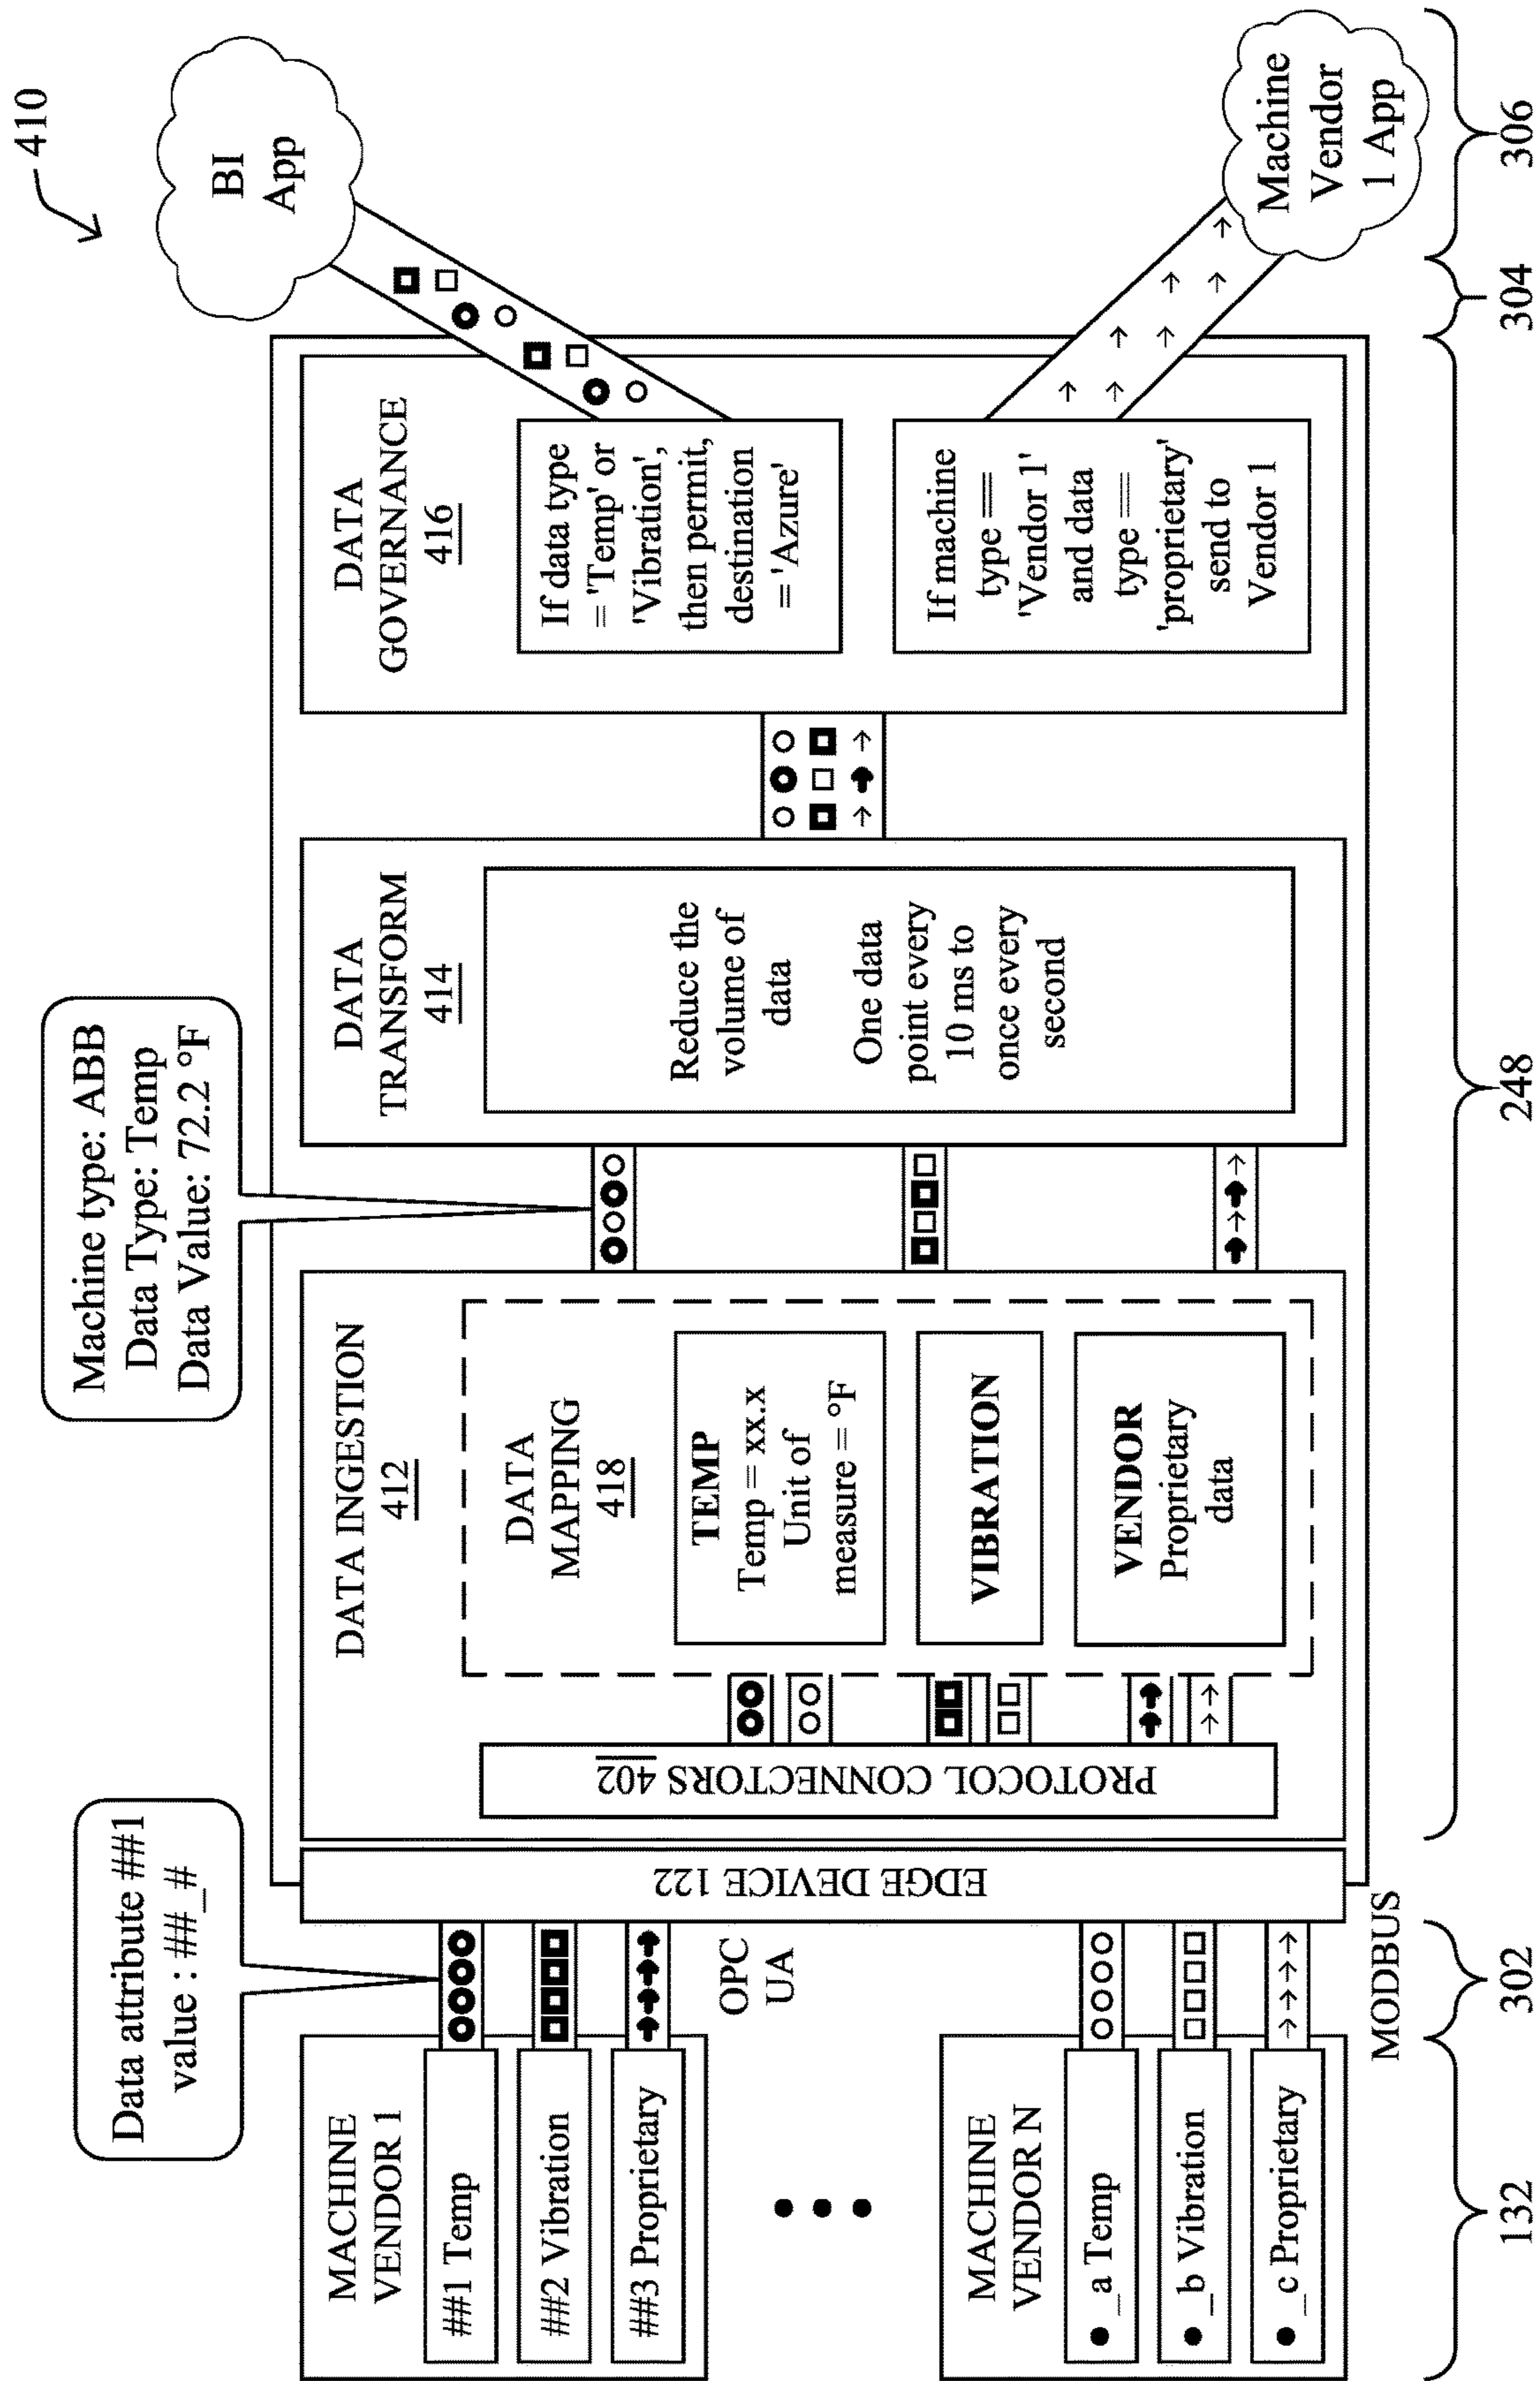 410
Data attribute ##1
value : ##_#
Machine type: ABB
Data Type: Temp
Data Value: 72.2 °F
BI
App
MACHINE
VENDOR 1
##1 Temp
##2 Vibration
##3 Proprietary
OPC
UA
MACHINE
VENDOR N
● _a Temp
● _b Vibration
● _c Proprietary
MODBUS
EDGE DEVICE 122
DATA INGESTION
412
PROTOCOL CONNECTORS 402
DATA
MAPPING
418
TEMP
Temp = xx.x
Unit of
measure = °F
VIBRATION
VENDOR
Proprietary
data
DATA
TRANSFORM
414
Reduce the
volume of
data
One data
point every
10 ms to
once every
second
DATA
GOVERNANCE
416
If data type
= 'Temp' or
'Vibration',
then permit,
destination
= 'Azure'
If machine
type ==
'Vendor 1'
and data
type ==
'proprietary'
send to
Vendor 1
Machine
Vendor
1 App
132
302
248
304
306